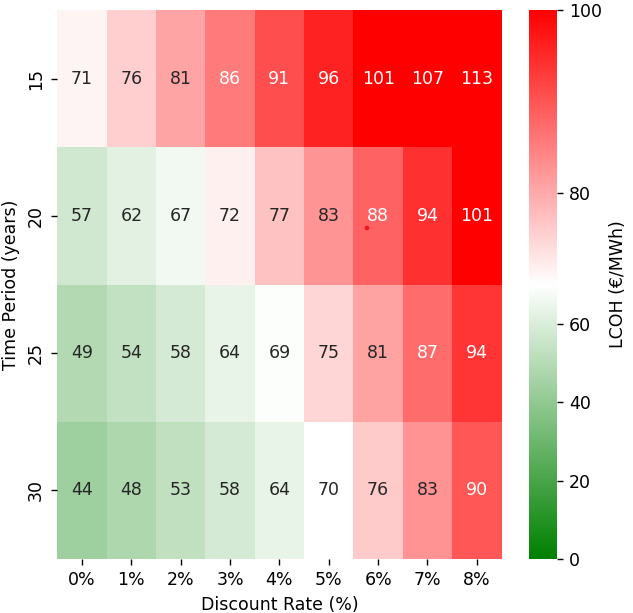 Time Period (years)
15 71 76 81 86 91 96 101 107 113
20 57 62 67 72 77 83 88 94 101
25 49 54 58 64 69 75 81 87 94
30 44 48 53 58 64 70 76 83 90
0% 1% 2% 3% 4% 5% 6% 7% 8%
Discount Rate (%)
100
80
60
40
20
0
LCOH (€/MWh)